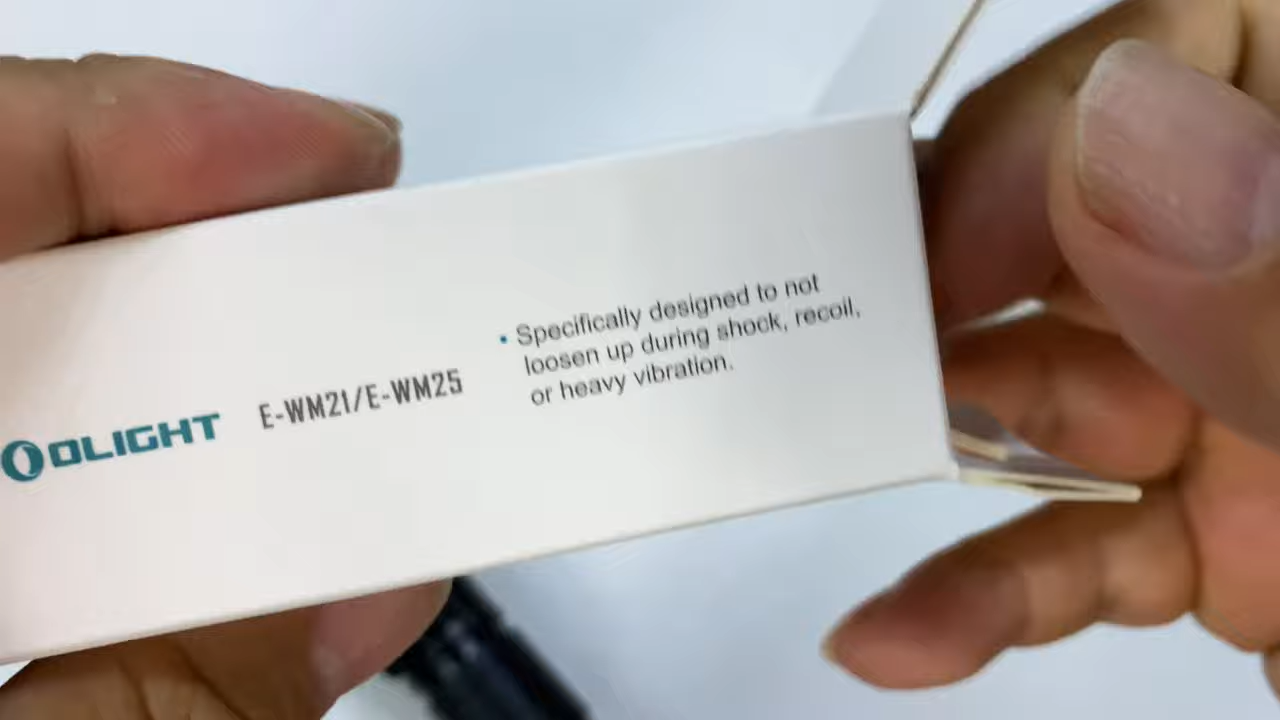 OLIGHT
E-WM21/E-WM25
• Specifically designed to not
loosen up during shock, recoil,
or heavy vibration.